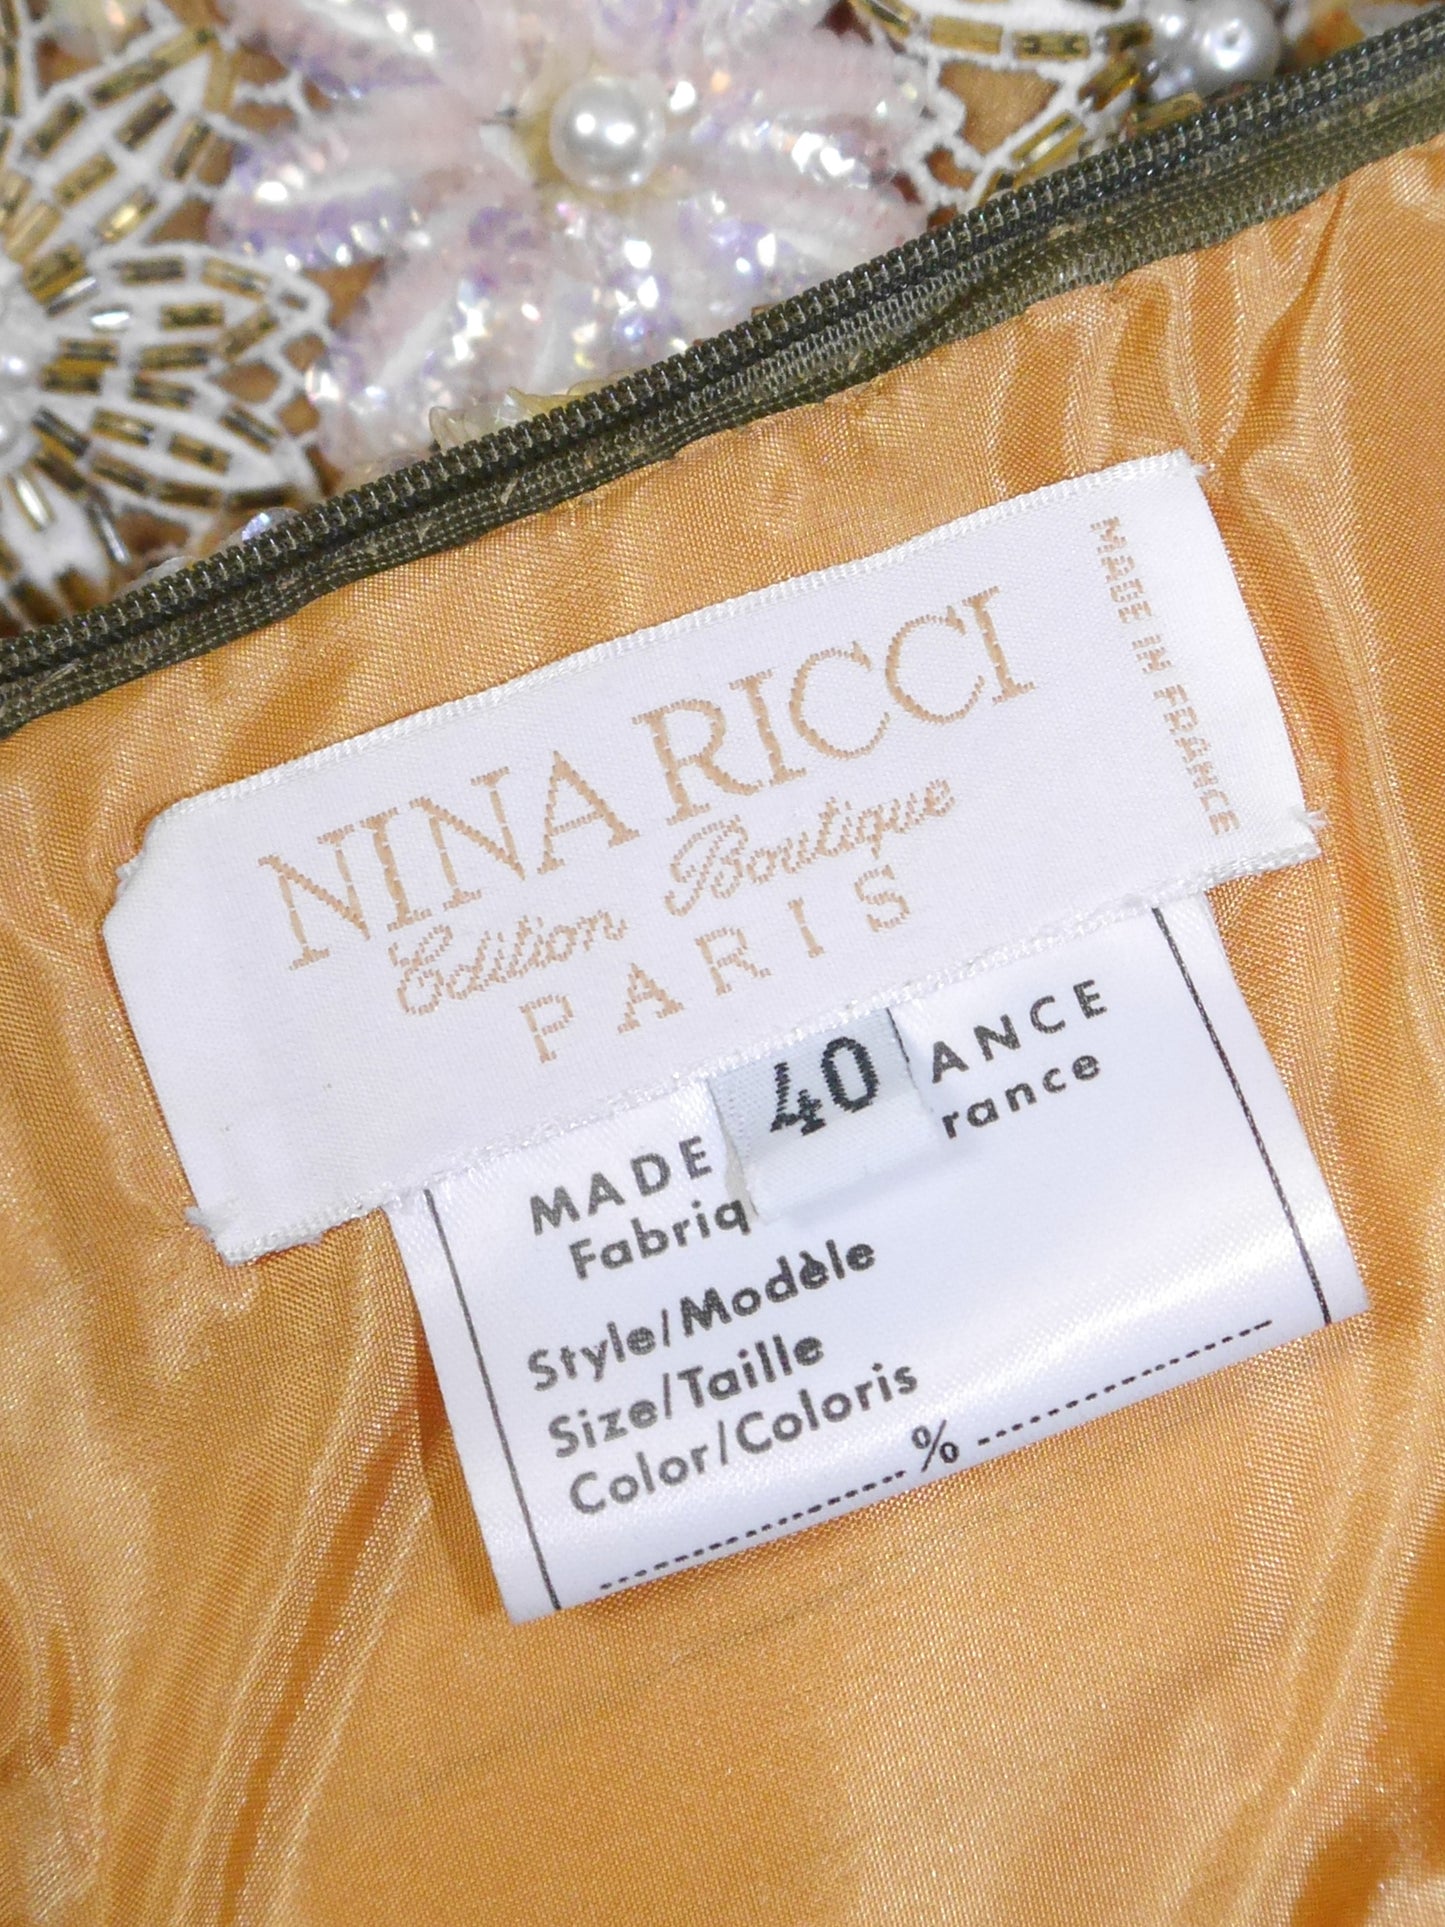 NINA RICCI
Edition Boutique
PARIS
MADE IN FRANCE
40
MADE ANCE
Fabriq rance
Style/Modèle
Size/Taille
Color/Coloris
%